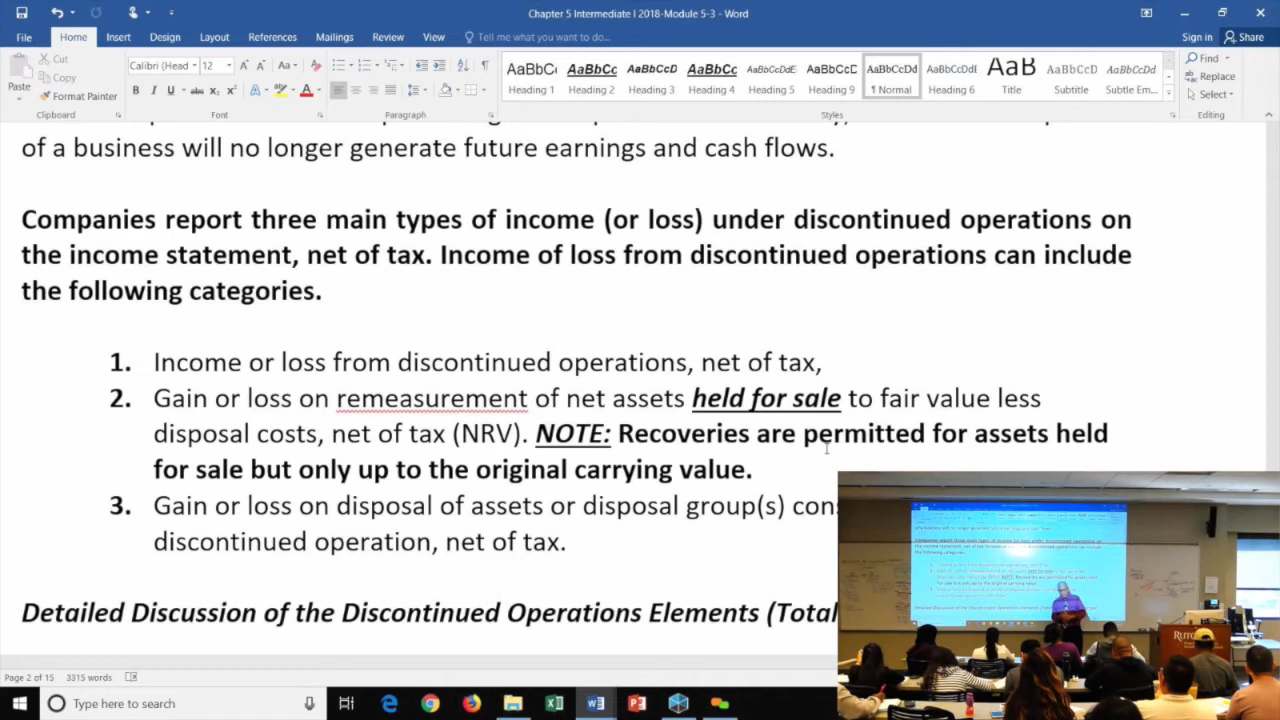 Chapter 5 Intermediate I 2018-Module 5-3 - Word
File Home Insert Design Layout References Mailings Review View Tell me what you want to do... Sign in Share
Cut
Copy
Paste
Format Painter
Calibri (Head 12
Clipboard Font Paragraph Styles Editing
AaBbCc AaBbCc AaBbCc AaBbCc AaBbCcDdE AaBbCcD AaBbCcDd AaBbCcDdI AaB AaBbCcD AaBbCcDd
Heading 1 Heading 2 Heading 3 Heading 4 Heading 5 Heading 9 ¶ Normal Heading 6 Title Subtitle Subtle Em...
Find
Replace
Select
of a business will no longer generate future earnings and cash flows.
Companies report three main types of income (or loss) under discontinued operations on
the income statement, net of tax. Income of loss from discontinued operations can include
the following categories.
1. Income or loss from discontinued operations, net of tax,
2. Gain or loss on remeasurement of net assets held for sale to fair value less
disposal costs, net of tax (NRV). NOTE: Recoveries are permitted for assets held
for sale but only up to the original carrying value.
3. Gain or loss on disposal of assets or disposal group(s) con
discontinued operation, net of tax.
Detailed Discussion of the Discontinued Operations Elements (Total
Page 2 of 15 3315 words
Type here to search
RUTGERS